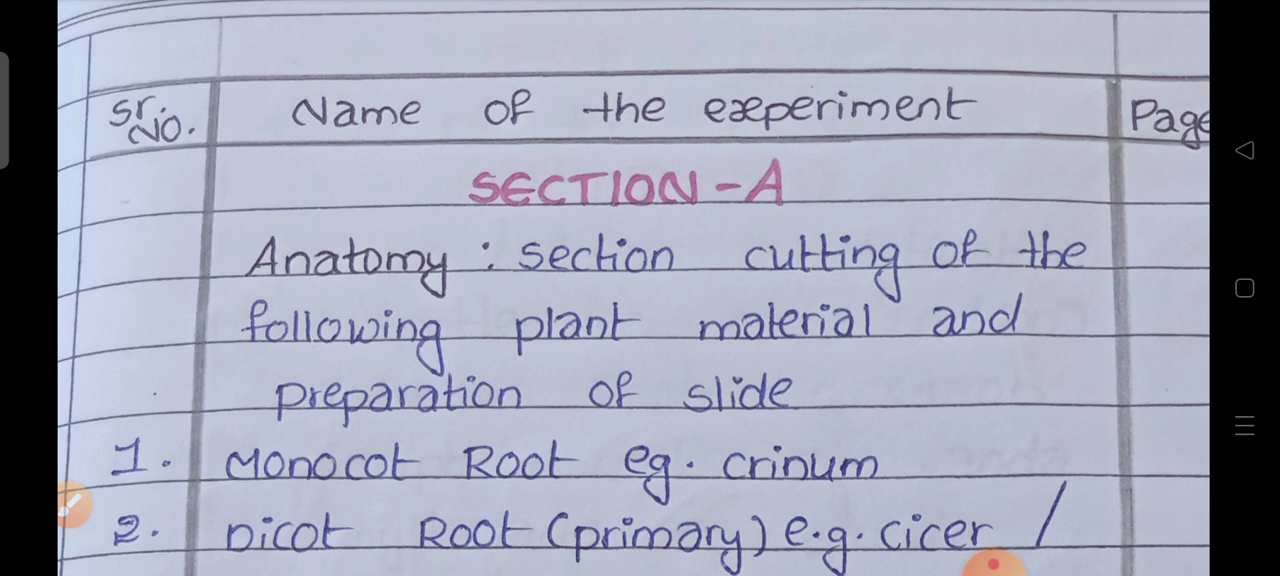 Sr. No. Name of the experiment Page
SECTION-A
Anatomy : section cutting of the
following plant material and
preparation of slide
1. Monocot Root eg. crinum
2. Dicot Root (primary) e.g. cicer /